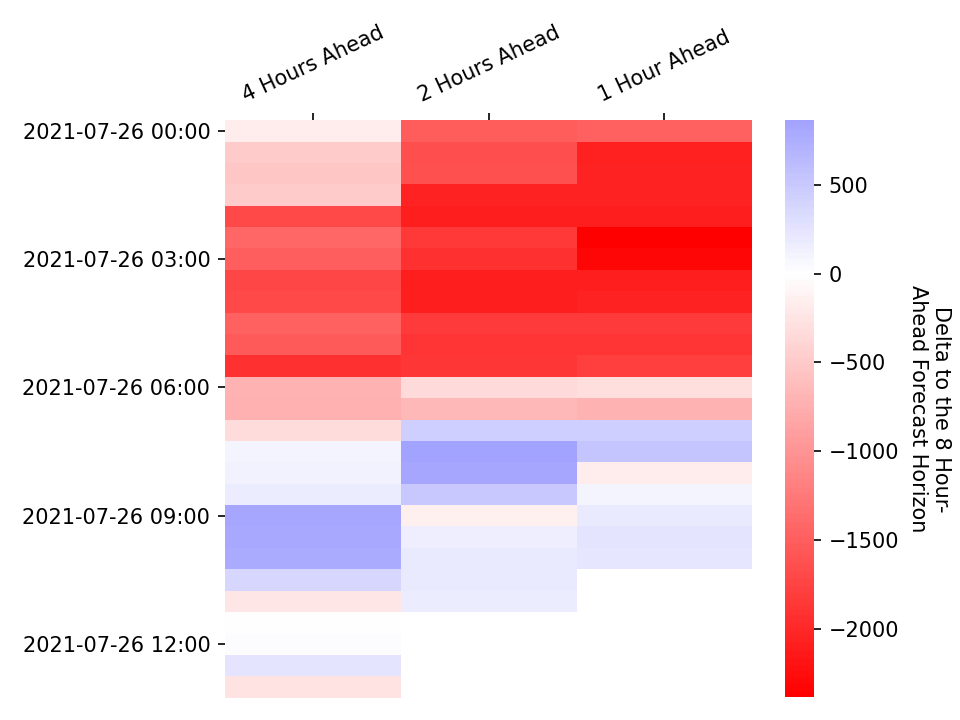 4 Hours Ahead
2 Hours Ahead
1 Hour Ahead
2021-07-26 00:00
2021-07-26 03:00
2021-07-26 06:00
2021-07-26 09:00
2021-07-26 12:00
500
0
−500
−1000
−1500
−2000
Delta to the 8 Hour-
Ahead Forecast Horizon